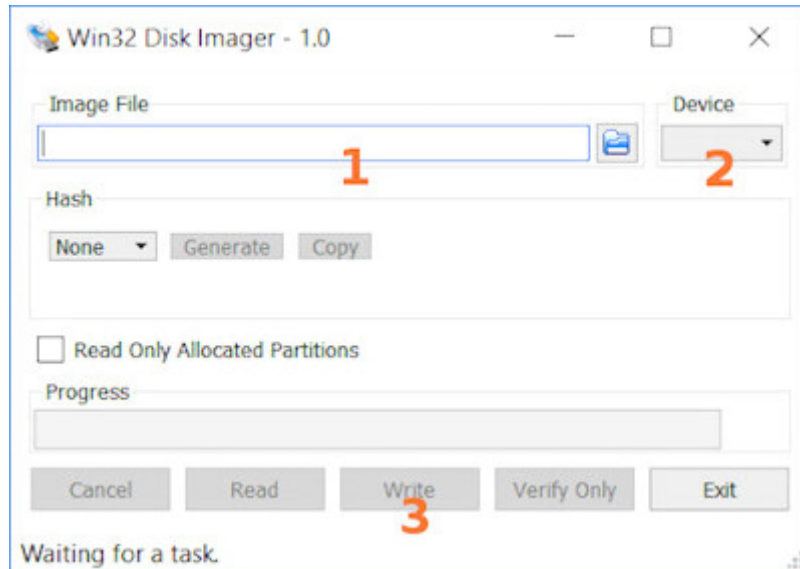 Win32 Disk Imager - 1.0
Image File Device
1 2
Hash
None Generate Copy
Read Only Allocated Partitions
Progress
Cancel Read Write Verify Only Exit
3
Waiting for a task.